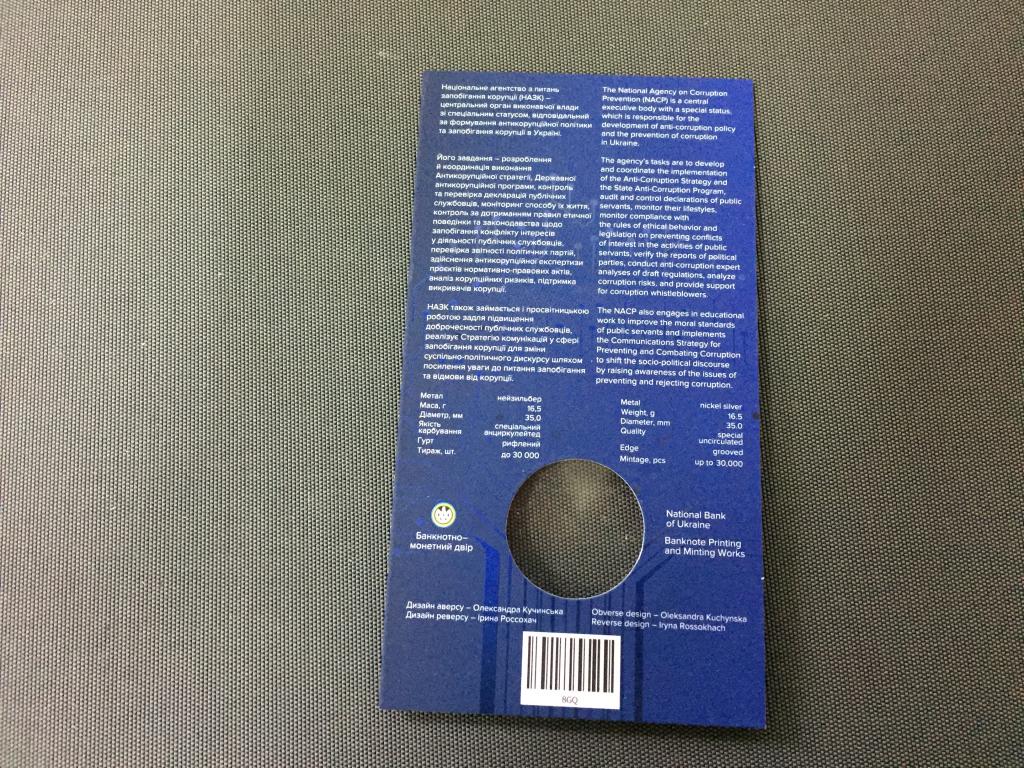 Національне агентство з питань
запобігання корупції (НАЗК) –
центральний орган виконавчої влади
зі спеціальним статусом, відповідальний
за формування антикорупційної політики
та запобігання корупції в Україні.
Його завдання – розроблення
й координація виконання
Антикорупційної стратегії, Державної
антикорупційної програми, контроль
та перевірка декларацій публічних
службовців, моніторинг способу їх життя,
контроль за дотриманням правил етичної
поведінки та законодавства щодо
запобігання конфлікту інтересів
у діяльності публічних службовців,
перевірка звітності політичних партій,
здійснення антикорупційної експертизи
проєктів нормативно-правових актів,
аналіз корупційних ризиків, підтримка
викривачів корупції.
НАЗК також займається і просвітницькою
роботою задля підвищення
доброчесності публічних службовців,
реалізує Стратегію комунікацій у сфері
запобігання корупції для зміни
суспільно-політичного дискурсу шляхом
посилення уваги до питання запобігання
та відмови від корупції.
The National Agency on Corruption
Prevention (NACP) is a central
executive body with a special status,
which is responsible for the
development of anti-corruption policy
and the prevention of corruption
in Ukraine.
The agency's tasks are to develop
and coordinate the implementation
of the Anti-Corruption Strategy and
the State Anti-Corruption Program,
audit and control declarations of public
servants, monitor their lifestyles,
monitor compliance with
the rules of ethical behavior and
legislation on preventing conflicts
of interest in the activities of public
servants, verify the reports of political
parties, conduct anti-corruption expert
analyses of draft regulations, analyze
corruption risks, and provide support
for corruption whistleblowers.
The NACP also engages in educational
work to improve the moral standards
of public servants and implements
the Communications Strategy for
Preventing and Combating Corruption
to shift the socio-political discourse
by raising awareness of the issues of
preventing and rejecting corruption.
Метал нейзильбер
Маса, г 16,5
Діаметр, мм 35,0
Якість спеціальний
карбування анциркулейтед
Гурт рифлений
Тираж, шт. до 30 000
Metal nickel silver
Weight, g 16.5
Diameter, mm 35.0
Quality special
uncirculated
Edge grooved
Mintage, pcs up to 30,000
Банкнотно–
монетний двір
National Bank
of Ukraine
Banknote Printing
and Minting Works
Дизайн аверсу – Олександра Кучинська
Дизайн реверсу – Ірина Россохач
Obverse design – Oleksandra Kuchynska
Reverse design – Iryna Rossokhach
8GQ